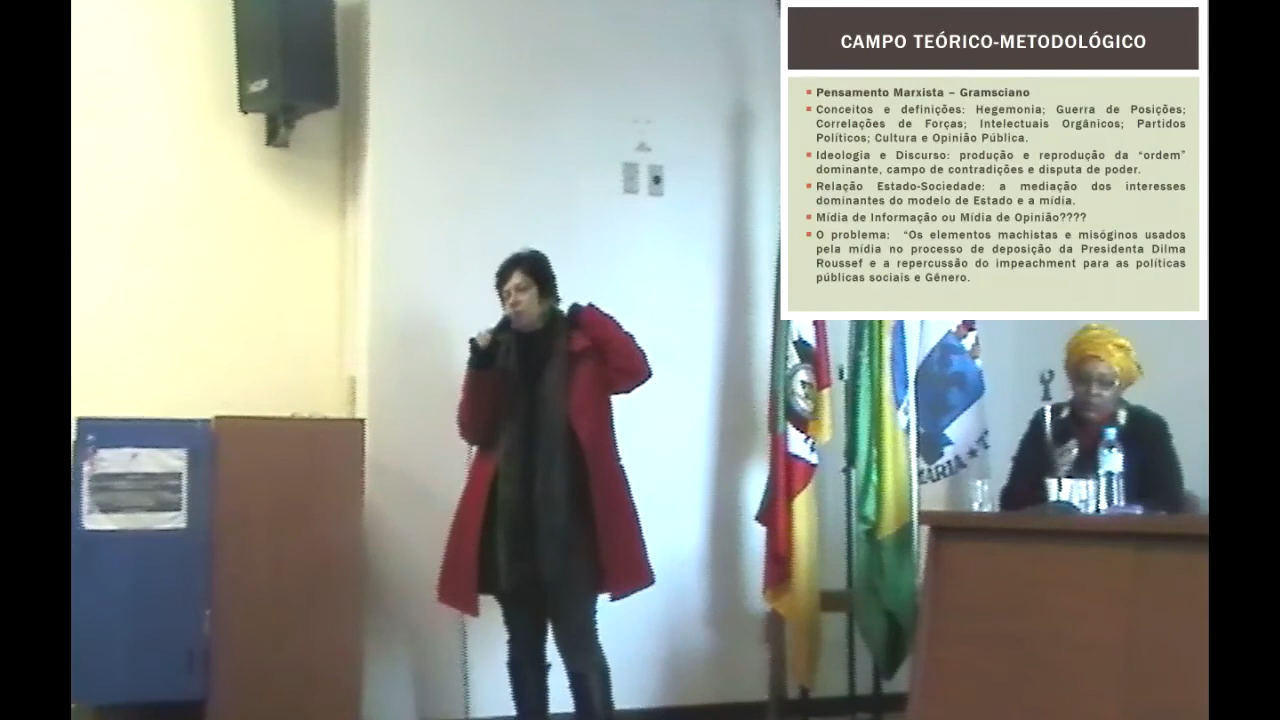 CAMPO TEÓRICO-METODOLÓGICO
Pensamento Marxista – Gramsciano
Conceitos e definições: Hegemonia; Guerra de Posições;
Correlações de Forças; Intelectuais Orgânicos; Partidos
Políticos; Cultura e Opinião Pública.
Ideologia e Discurso: produção e reprodução da “ordem”
dominante, campo de contradições e disputa de poder.
Relação Estado-Sociedade: a mediação dos interesses
dominantes do modelo de Estado e a mídia.
Mídia de Informação ou Mídia de Opinião????
O problema: “Os elementos machistas e misóginos usados
pela mídia no processo de deposição da Presidenta Dilma
Roussef e a repercussão do impeachment para as políticas
públicas sociais e Gênero.